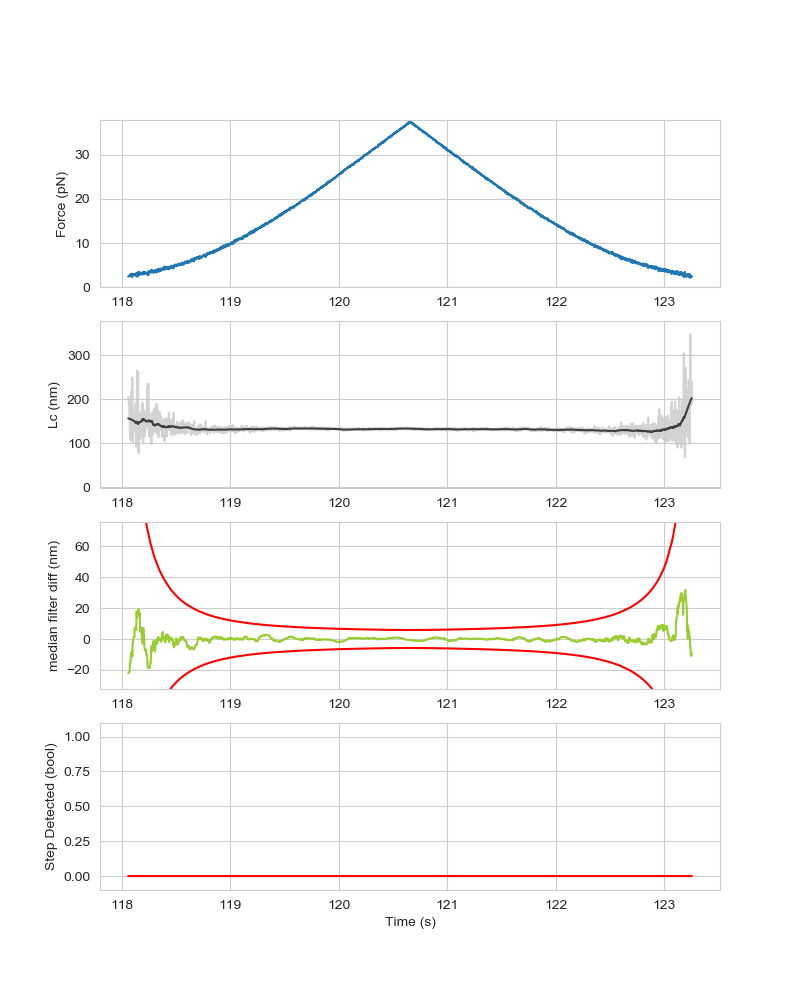 30
20
10
0
Force (pN)
118 119 120 121 122 123
300
200
100
0
Lc (nm)
118 119 120 121 122 123
60
40
20
0
−20
median filter diff (nm)
118 119 120 121 122 123
1.00
0.75
0.50
0.25
0.00
Step Detected (bool)
118 119 120 121 122 123
Time (s)